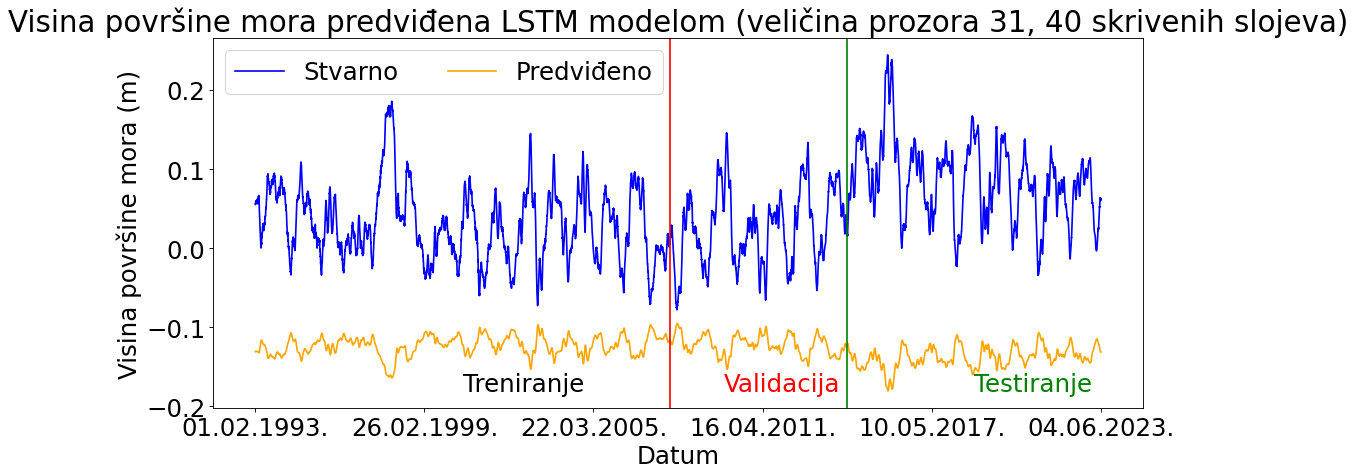 Visina površine mora predviđena LSTM modelom (veličina prozora 31, 40 skrivenih slojeva)
Stvarno
Predviđeno
Visina površine mora (m)
0.2
0.1
0.0
−0.1
−0.2
Treniranje
Validacija
Testiranje
01.02.1993.
26.02.1999.
22.03.2005.
16.04.2011.
10.05.2017.
04.06.2023.
Datum